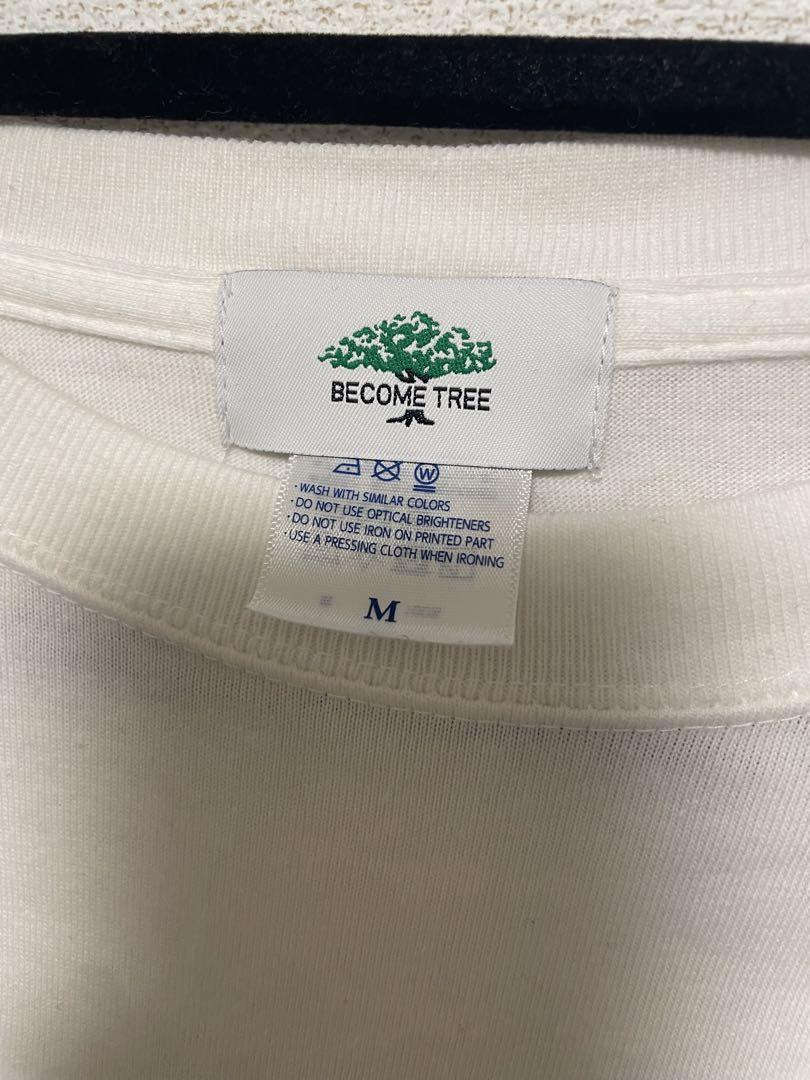 BECOME TREE
W
・WASH WITH SIMILAR COLORS
・DO NOT USE OPTICAL BRIGHTENERS
・DO NOT USE IRON ON PRINTED PART
・USE A PRESSING CLOTH WHEN IRONING
M